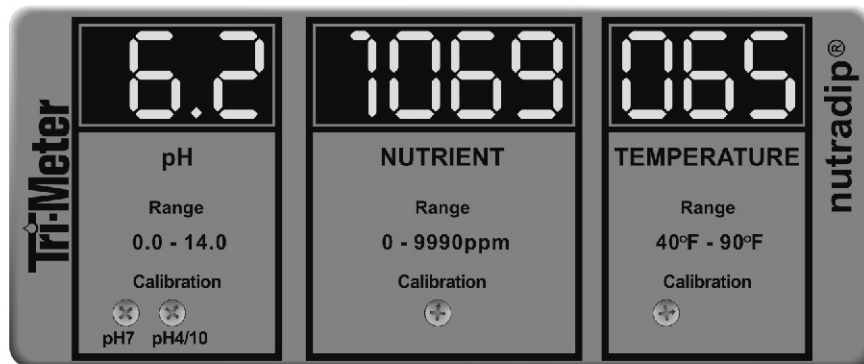 Tri-Meter
6.2
pH
Range
0.0 - 14.0
Calibration
pH7 pH4/10
1069
NUTRIENT
Range
0 - 9990ppm
Calibration
065
TEMPERATURE
Range
40°F - 90°F
Calibration
nutradip®